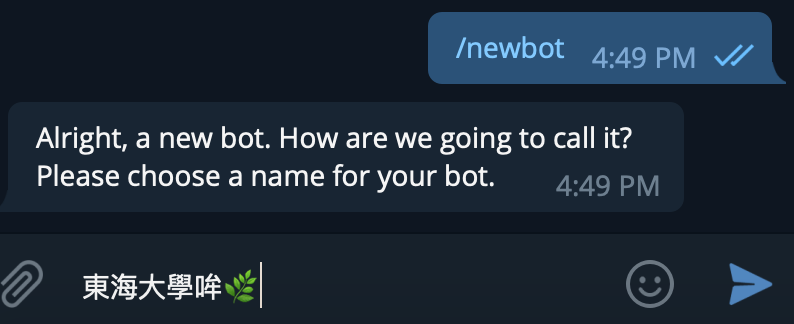 /newbot 4:49 PM
Alright, a new bot. How are we going to call it?
Please choose a name for your bot. 4:49 PM
東海大學哞🌿